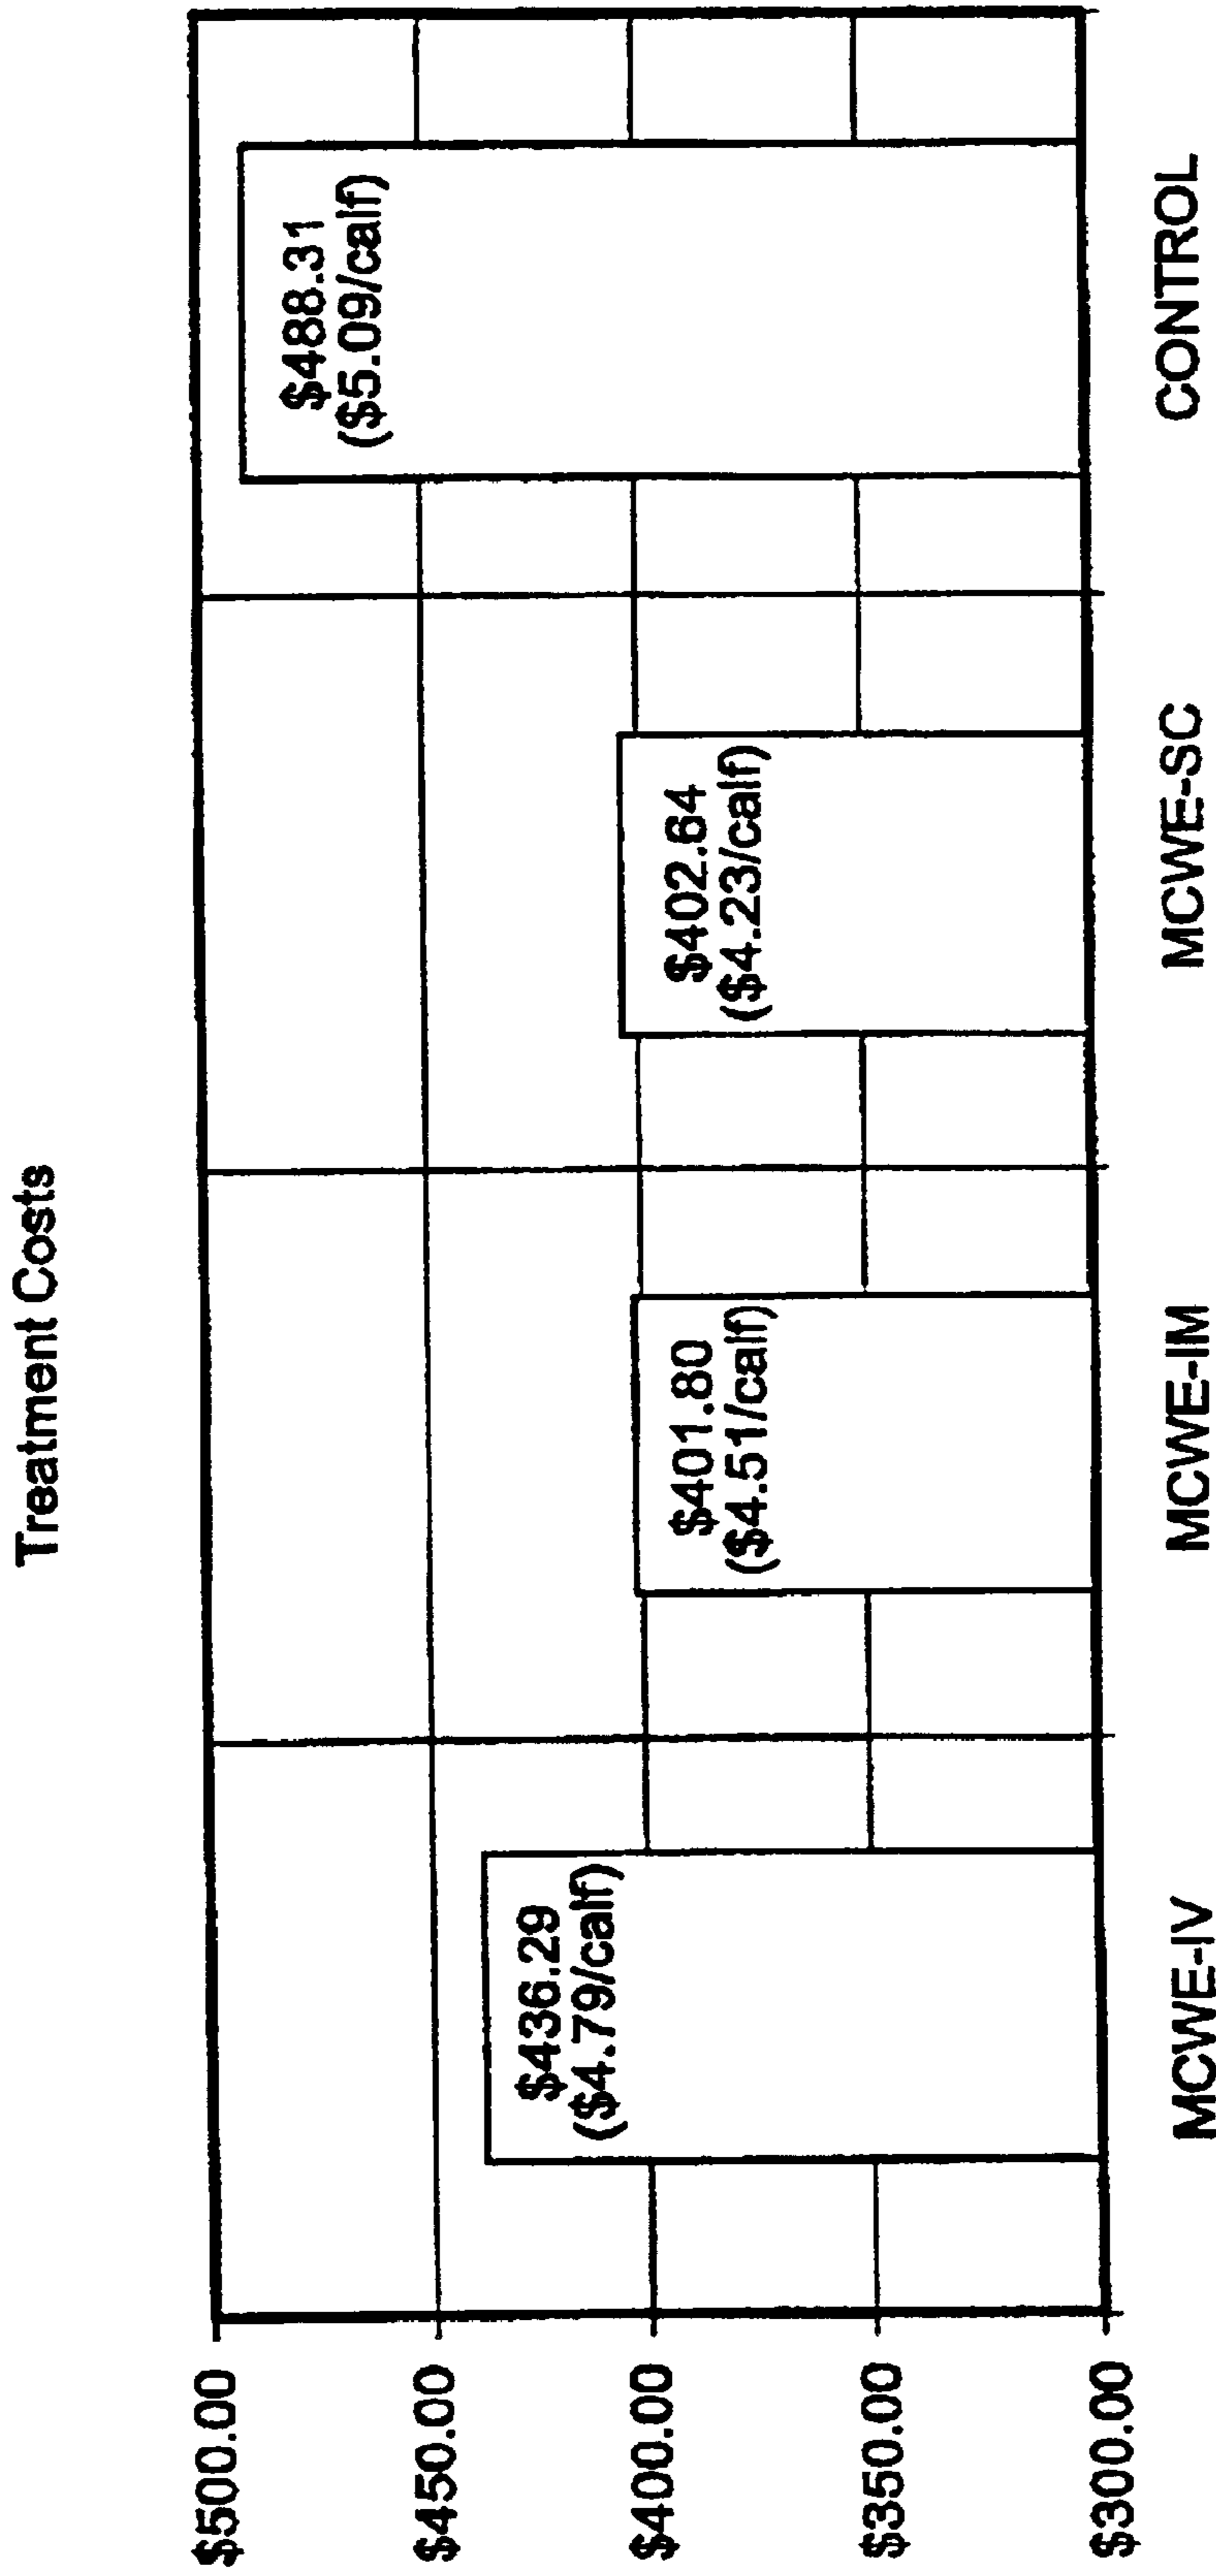 Treatment Costs
$500.00
$450.00
$400.00
$350.00
$300.00
$436.29
($4.79/calf)
$401.80
($4.51/calf)
$402.64
($4.23/calf)
$488.31
($5.09/calf)
MCWE-IV
MCWE-IM
MCWE-SC
CONTROL